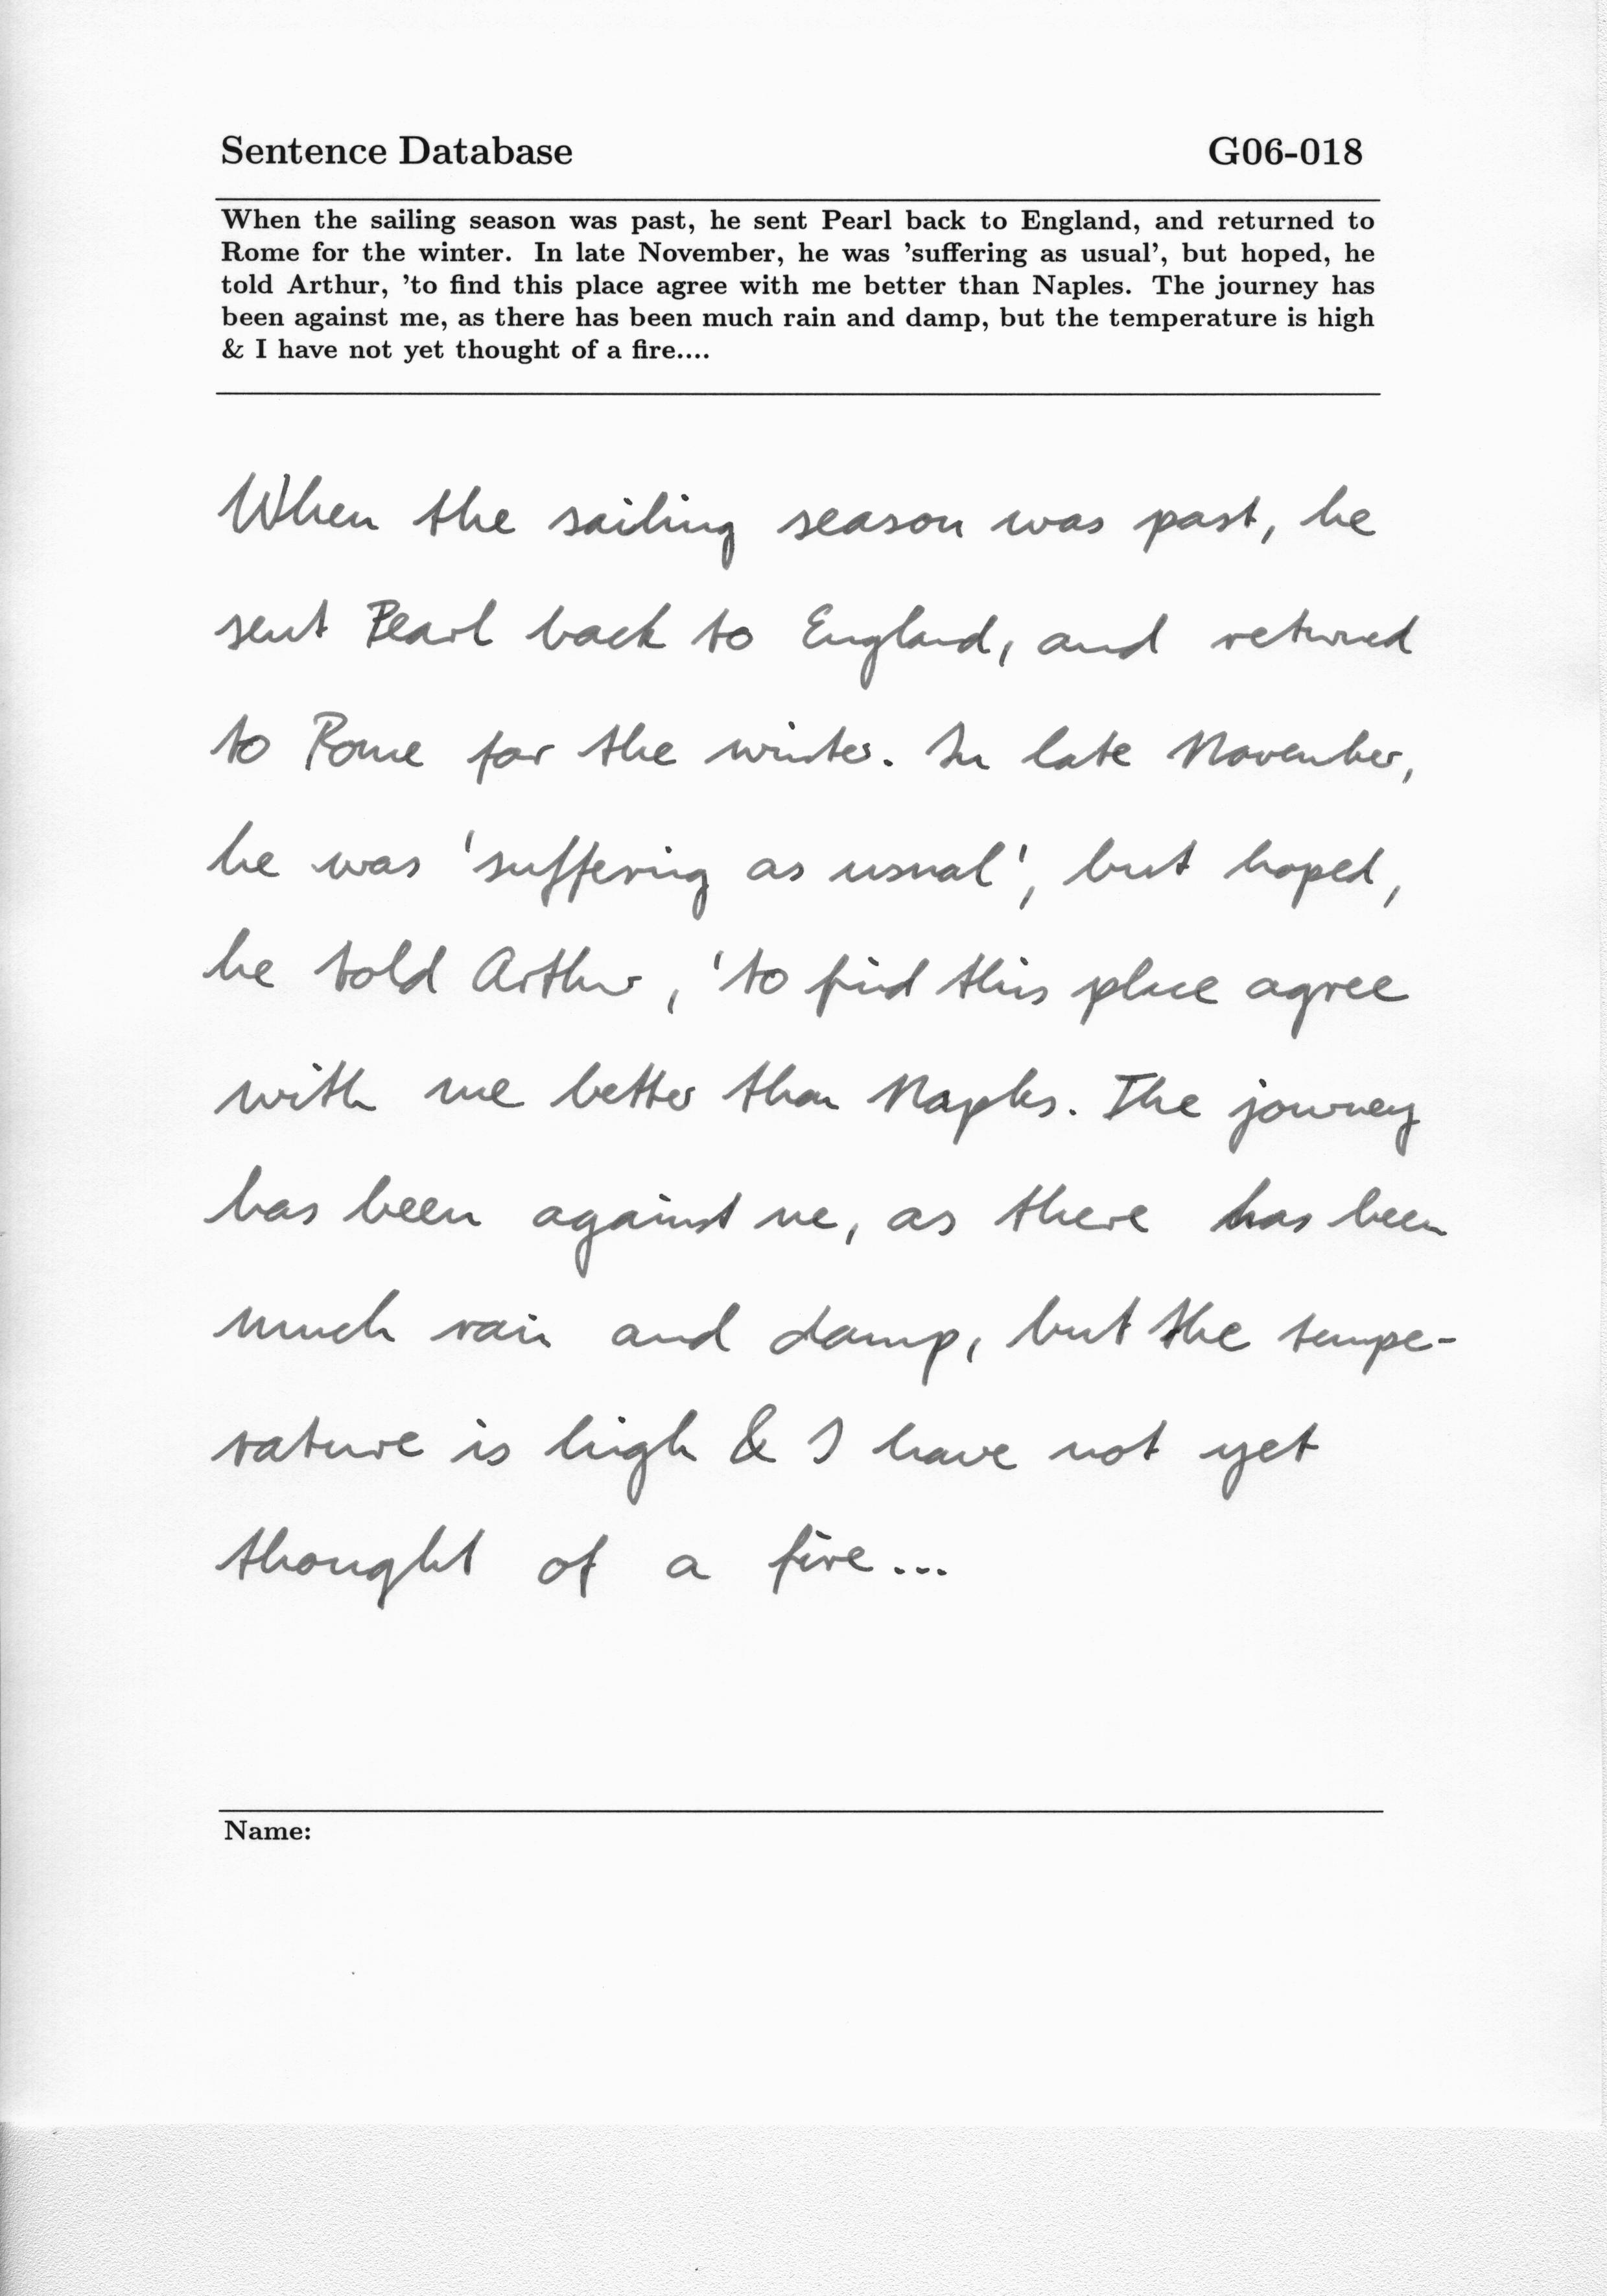 Sentence Database G06-018
When the sailing season was past, he sent Pearl back to England, and returned to
Rome for the winter. In late November, he was 'suffering as usual', but hoped, he
told Arthur, 'to find this place agree with me better than Naples. The journey has
been against me, as there has been much rain and damp, but the temperature is high
& I have not yet thought of a fire....
When the sailing season was past, he
sent Pearl back to England, and returned
to Rome for the winter. In late November,
he was 'suffering as usual', but hoped,
he told Arthur, 'to find this place agree
with me better than Naples. The journey
has been against me, as there has been
much rain and damp, but the tempe-
rature is high & I have not yet
thought of a fire...
Name: